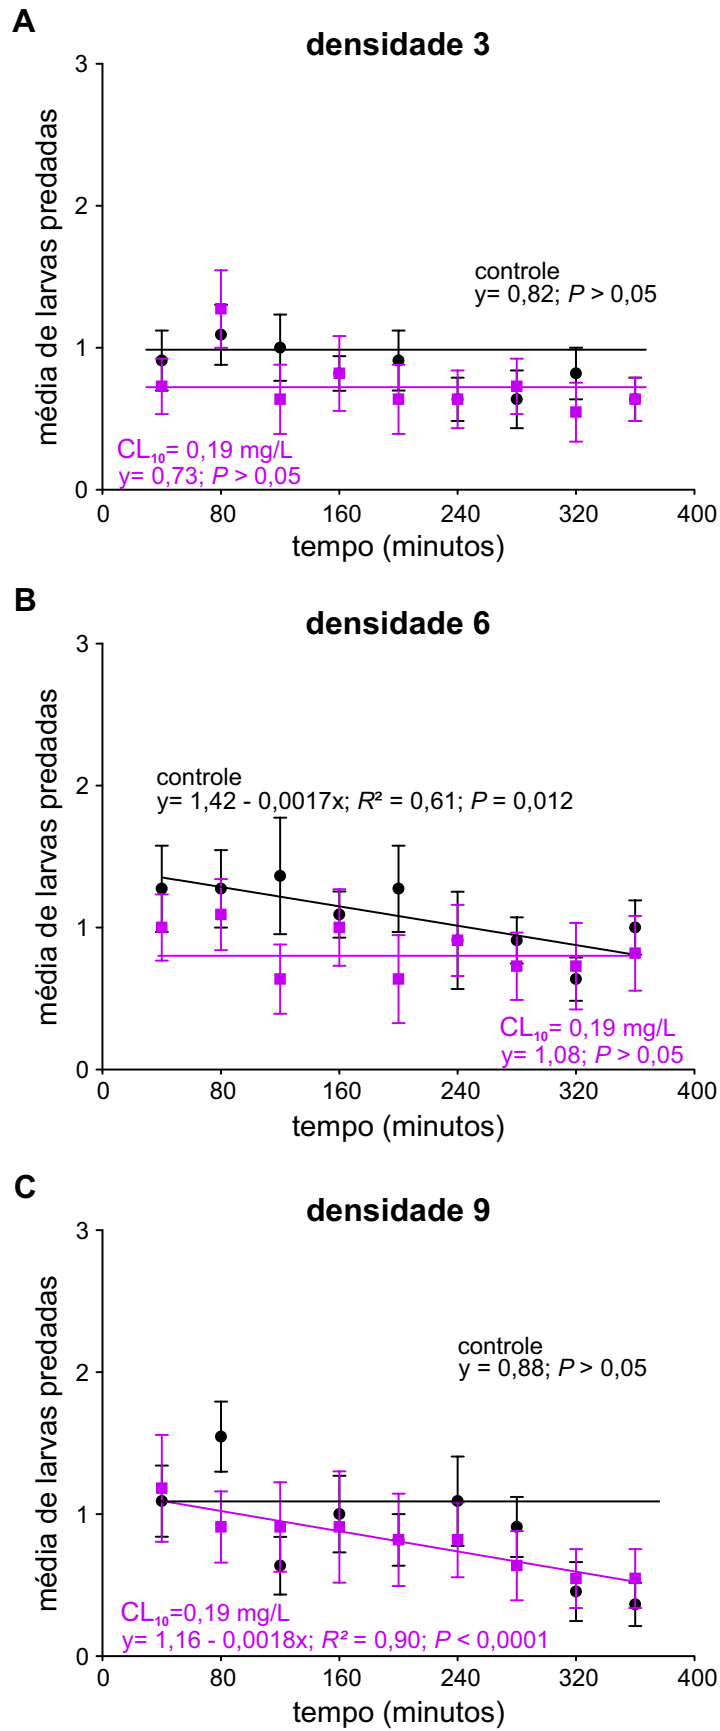 A
densidade 3
média de larvas predadas
3
2
1
0
controle
y= 0,82; P > 0,05
CL₁₀= 0,19 mg/L
y= 0,73; P > 0,05
0 80 160 240 320 400
tempo (minutos)
B
densidade 6
média de larvas predadas
3
2
1
0
controle
y= 1,42 - 0,0017x; R² = 0,61; P = 0,012
CL₁₀= 0,19 mg/L
y= 1,08; P > 0,05
0 80 160 240 320 400
tempo (minutos)
C
densidade 9
média de larvas predadas
3
2
1
0
controle
y = 0,88; P > 0,05
CL₁₀=0,19 mg/L
y= 1,16 - 0,0018x; R² = 0,90; P < 0,0001
0 80 160 240 320 400
tempo (minutos)